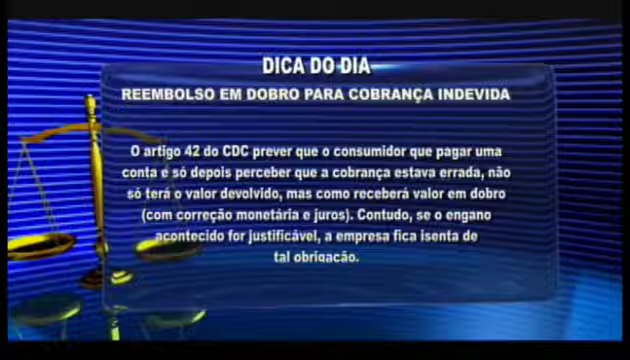 DICA DO DIA
REEMBOLSO EM DOBRO PARA COBRANÇA INDEVIDA
O artigo 42 do CDC prever que o consumidor que pagar uma
conta e só depois perceber que a cobrança estava errada, não
só terá o valor devolvido, mas como receberá valor em dobro
(com correção monetária e juros). Contudo, se o engano
acontecido for justificável, a empresa fica isenta de
tal obrigação.